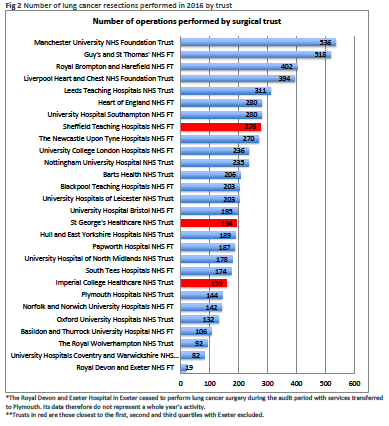 Fig 2 Number of lung cancer resections performed in 2016 by trust
Number of operations performed by surgical trust
Manchester University NHS Foundation Trust 536
Guy's and St Thomas' NHS FT 518
Royal Brompton and Harefield NHS FT 402
Liverpool Heart and Chest NHS Foundation Trust 394
Leeds Teaching Hospitals NHS Trust 311
Heart of England NHS FT 280
University Hospital Southampton NHS FT 280
Sheffield Teaching Hospitals NHS FT 276
The Newcastle Upon Tyne Hospitals NHS FT 270
University College London Hospitals NHS FT 236
Nottingham University Hospital NHS Trust 235
Barts Health NHS Trust 206
Blackpool Teaching Hospitals NHS FT 203
University Hospitals of Leicester NHS Trust 203
University Hospital Bristol NHS FT 195
St George's Healthcare NHS Trust 194
Hull and East Yorkshire Hospitals NHS Trust 189
Papworth Hospital NHS FT 187
University Hospital of North Midlands NHS Trust 178
South Tees Hospitals NHS FT 174
Imperial College Healthcare NHS Trust
Plymouth Hospitals NHS Trust 144
Norfolk and Norwich University Hospitals NHS FT 142
Oxford University Hospitals NHS Trust 132
Basildon and Thurrock University Hospital NHS FT 106
The Royal Wolverhampton NHS Trust 92
University Hospitals Coventry and Warwickshire NHS... 82
Royal Devon and Exeter NHS FT 19
0 100 200 300 400 500 600
*The Royal Devon and Exeter Hospital in Exeter ceased to perform lung cancer surgery during the audit period with services transferred
to Plymouth. Its data therefore do not represent a whole year's activity.
**Trusts in red are those closest to the first, second and third quartiles with Exeter excluded.